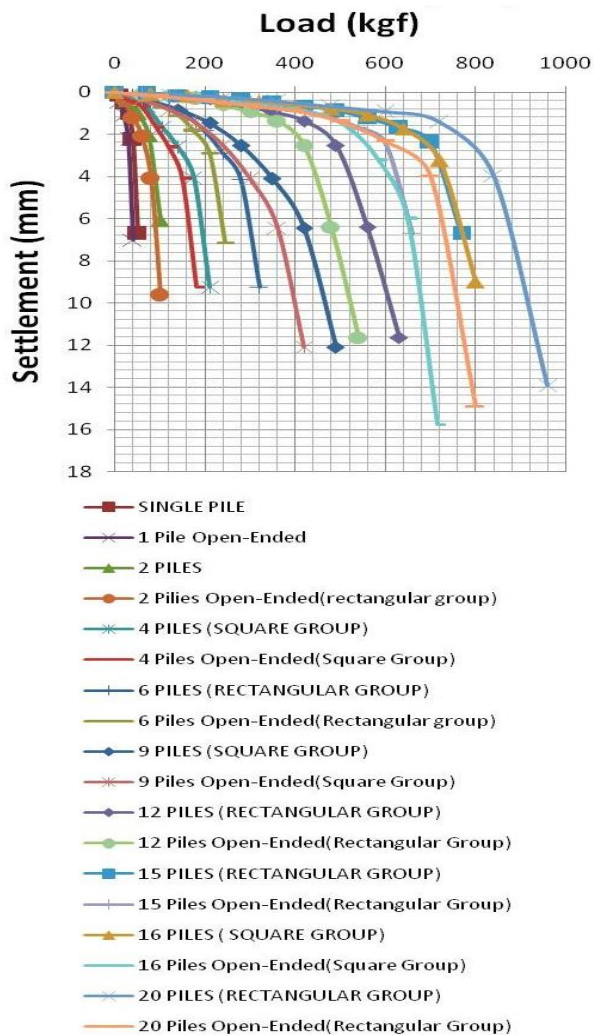 Load (kgf)
0 200 400 600 800 1000
Settlement (mm)
0
2
4
6
8
10
12
14
16
18
SINGLE PILE
1 Pile Open-Ended
2 PILES
2 Pilies Open-Ended(rectangular group)
4 PILES (SQUARE GROUP)
4 Piles Open-Ended(Square Group)
6 PILES (RECTANGULAR GROUP)
6 Piles Open-Ended(Rectangular group)
9 PILES (SQUARE GROUP)
9 Piles Open-Ended(Square Group)
12 PILES (RECTANGULAR GROUP)
12 Piles Open-Ended(Rectangular Group)
15 PILES (RECTANGULAR GROUP)
15 Piles Open-Ended(Rectangular Group)
16 PILES ( SQUARE GROUP)
16 Piles Open-Ended(Square Group)
20 PILES (RECTANGULAR GROUP)
20 Piles Open-Ended(Rectangular Group)